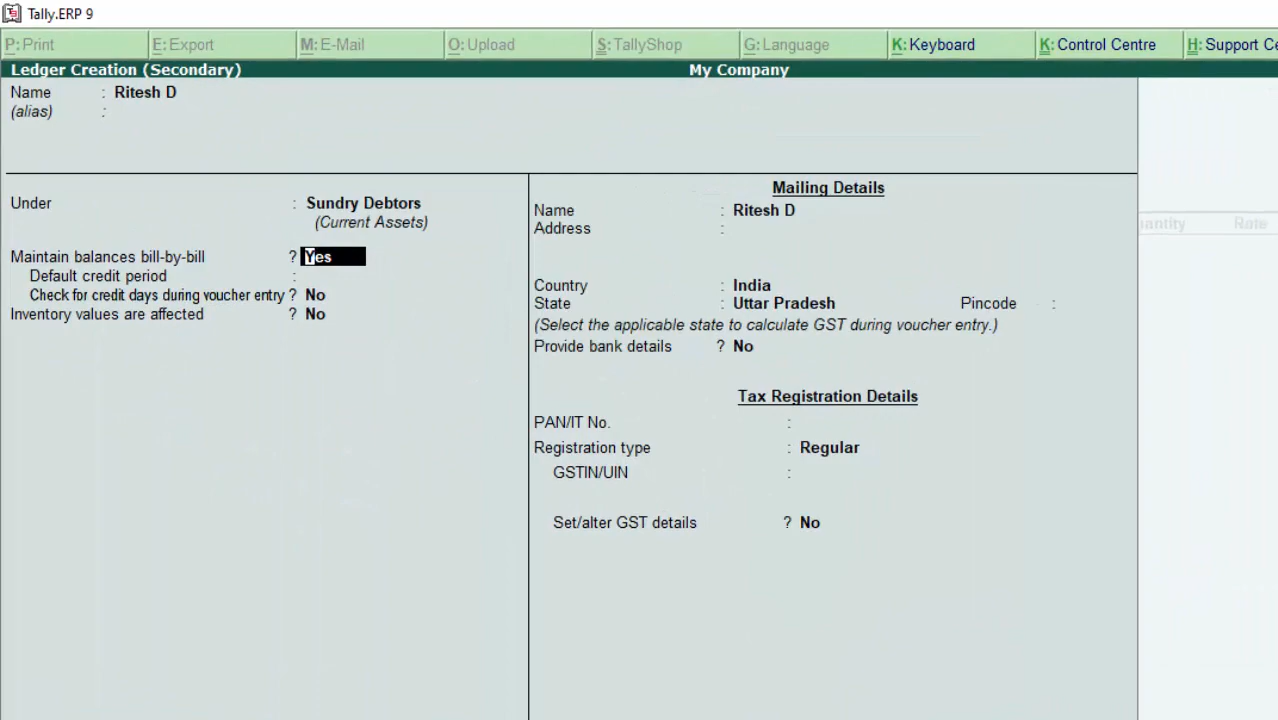 Tally.ERP 9
P: Print E: Export M: E-Mail O: Upload S: TallyShop G: Language K: Keyboard K: Control Centre H: Support Ce
Ledger Creation (Secondary) My Company
Name : Ritesh D
(alias) :
Under : Sundry Debtors
(Current Assets)
Maintain balances bill-by-bill ? Yes
Default credit period :
Check for credit days during voucher entry ? No
Inventory values are affected ? No
Mailing Details
Name : Ritesh D
Address :
Country : India
State : Uttar Pradesh Pincode :
(Select the applicable state to calculate GST during voucher entry.)
Provide bank details ? No
Tax Registration Details
PAN/IT No. :
Registration type : Regular
GSTIN/UIN :
Set/alter GST details ? No
antity Rate